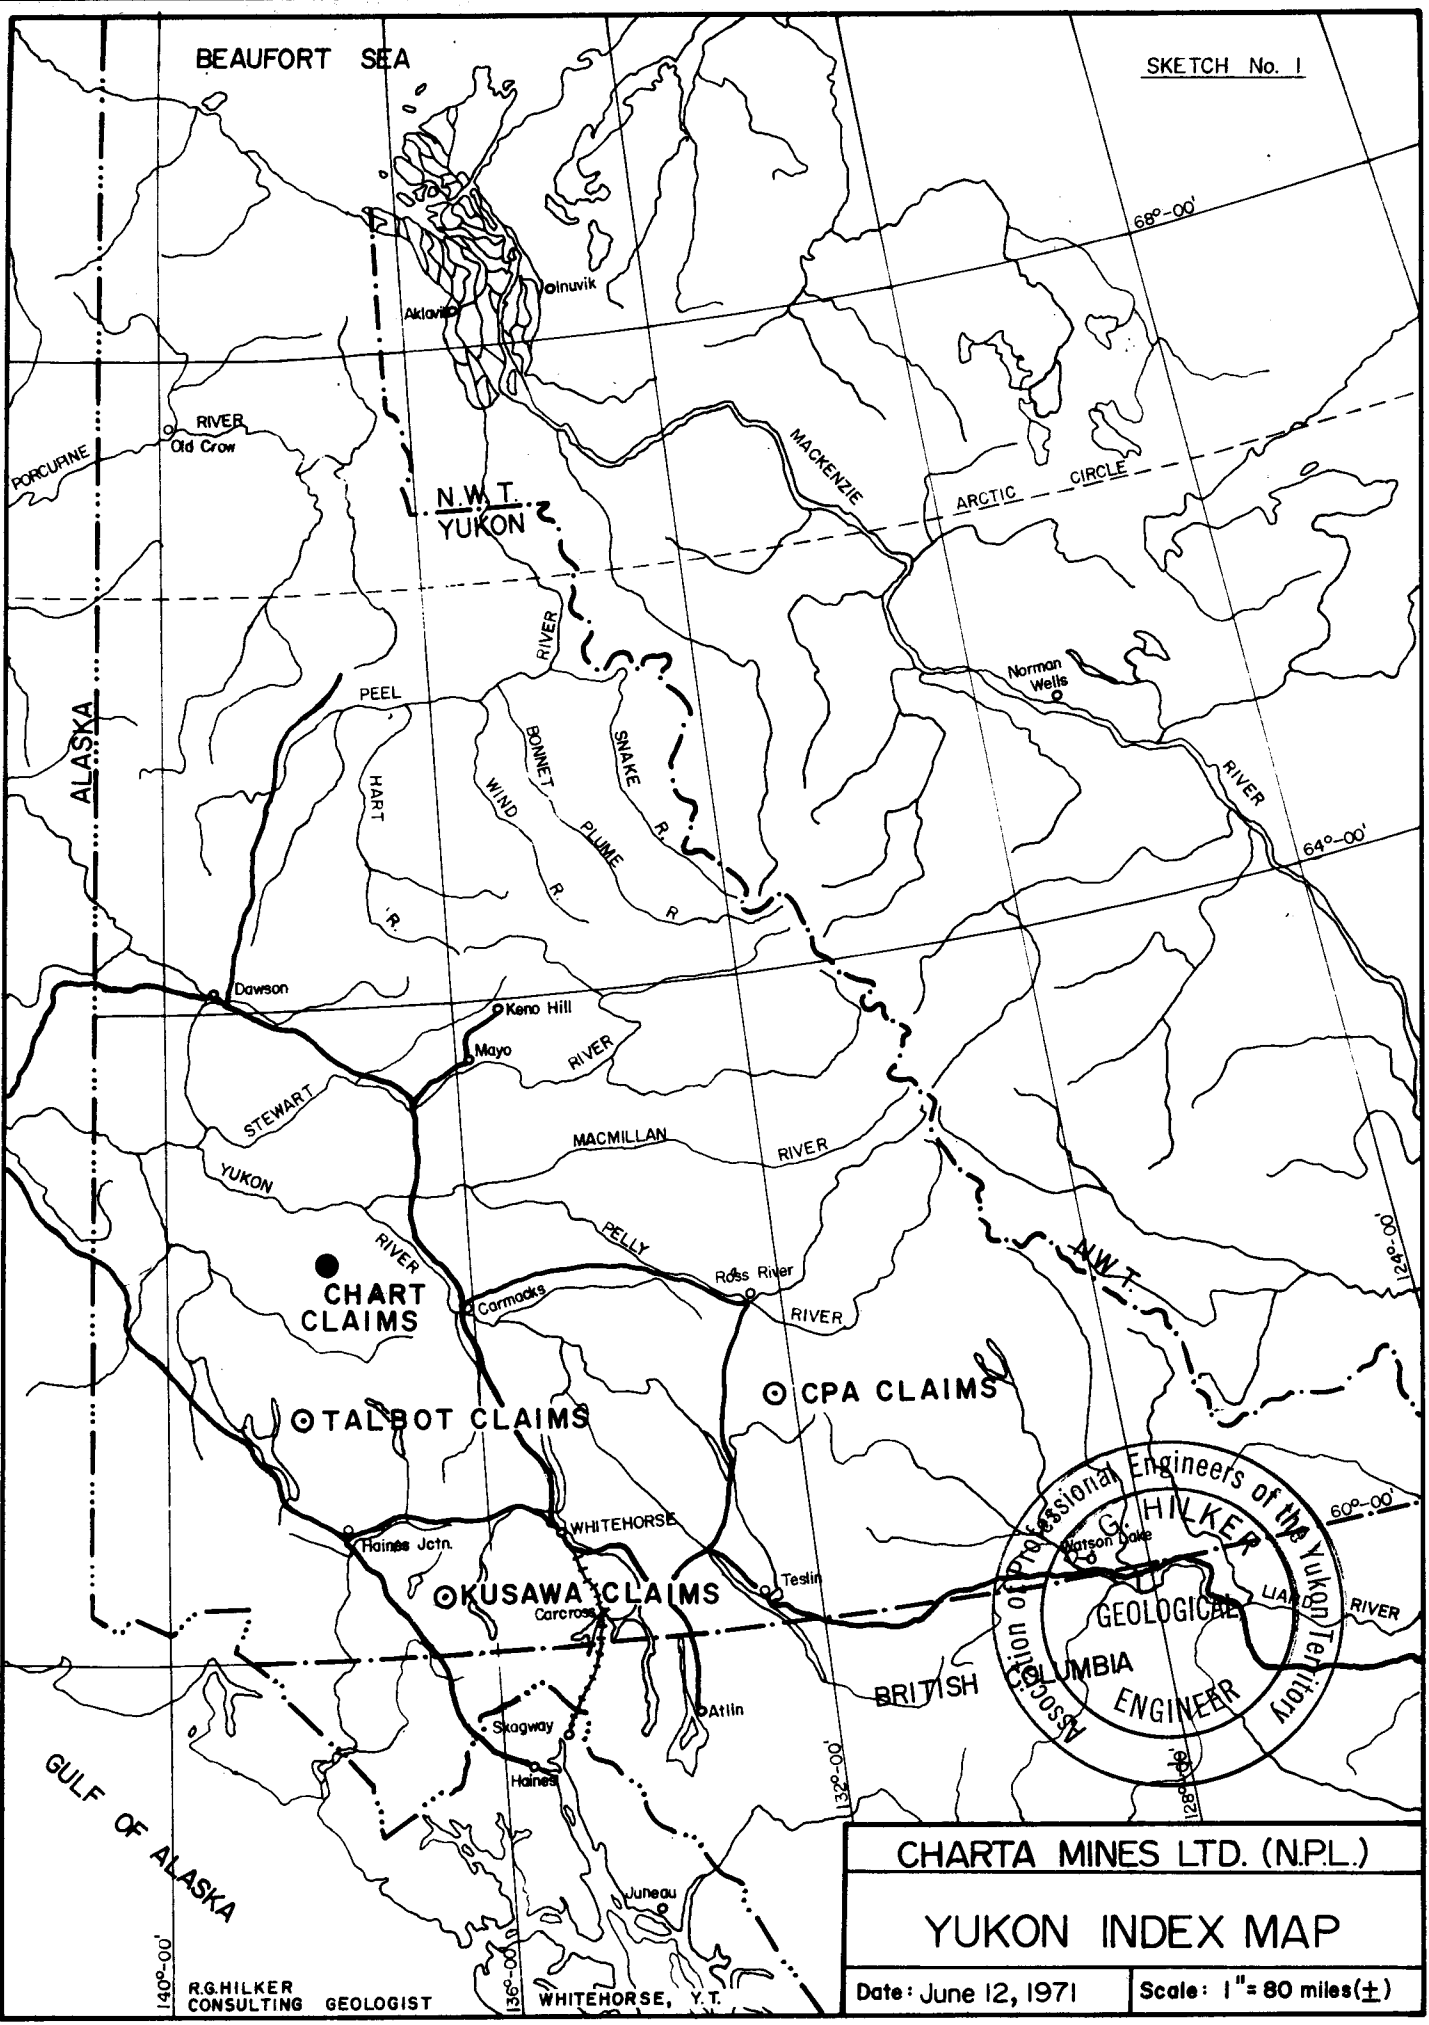 BEAUFORT SEA
SKETCH No. 1
68°-00'
Inuvik
Aklavik
RIVER
Old Crow
PORCUPINE
MACKENZIE
ARCTIC CIRCLE
N.W.T.
YUKON
RIVER
Norman
Wells
PEEL
ALASKA
HART
R.
WIND
R.
BONNET
PLUME
R
SNAKE
R.
RIVER
64°-00'
Dawson
Keno Hill
Mayo
RIVER
STEWART
MACMILLAN
RIVER
YUKON
RIVER
PELLY
RIVER
Ross River
Carmacks
N.W.T.
124°-00'
CHART
CLAIMS
CPA CLAIMS
TALBOT CLAIMS
Association of Professional Engineers of the Yukon Territory
R. G. HILKER
GEOLOGICAL
ENGINEER
60°-00'
WHITEHORSE
Haines Jctn.
Watson Lake
Teslin
LIARD RIVER
KUSAWA CLAIMS
Carcross
BRITISH COLUMBIA
Atlin
Skagway
Haines
132°-00'
128°-00'
GULF OF ALASKA
Juneau
140°-00'
136°-00'
R.G.HILKER
CONSULTING GEOLOGIST
WHITEHORSE, Y.T.
CHARTA MINES LTD. (N.P.L.)
YUKON INDEX MAP
Date: June 12, 1971
Scale: 1"= 80 miles(±)